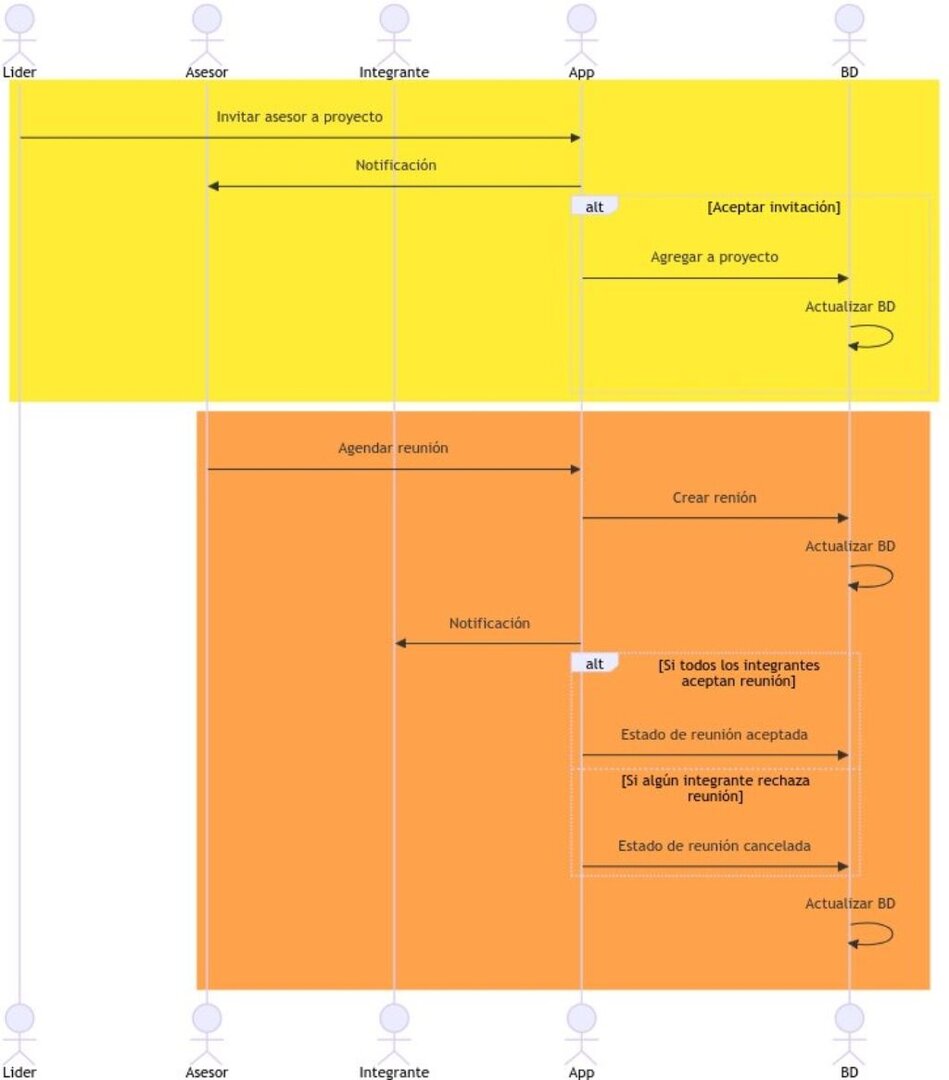 Lider
Asesor
Integrante
App
BD
Invitar asesor a proyecto
Notificación
alt
[Aceptar invitación]
Agregar a proyecto
Actualizar BD
Agendar reunión
Crear renión
Actualizar BD
Notificación
alt
[Si todos los integrantes
aceptan reunión]
Estado de reunión aceptada
[Si algún integrante rechaza
reunión]
Estado de reunión cancelada
Actualizar BD
Lider
Asesor
Integrante
App
BD